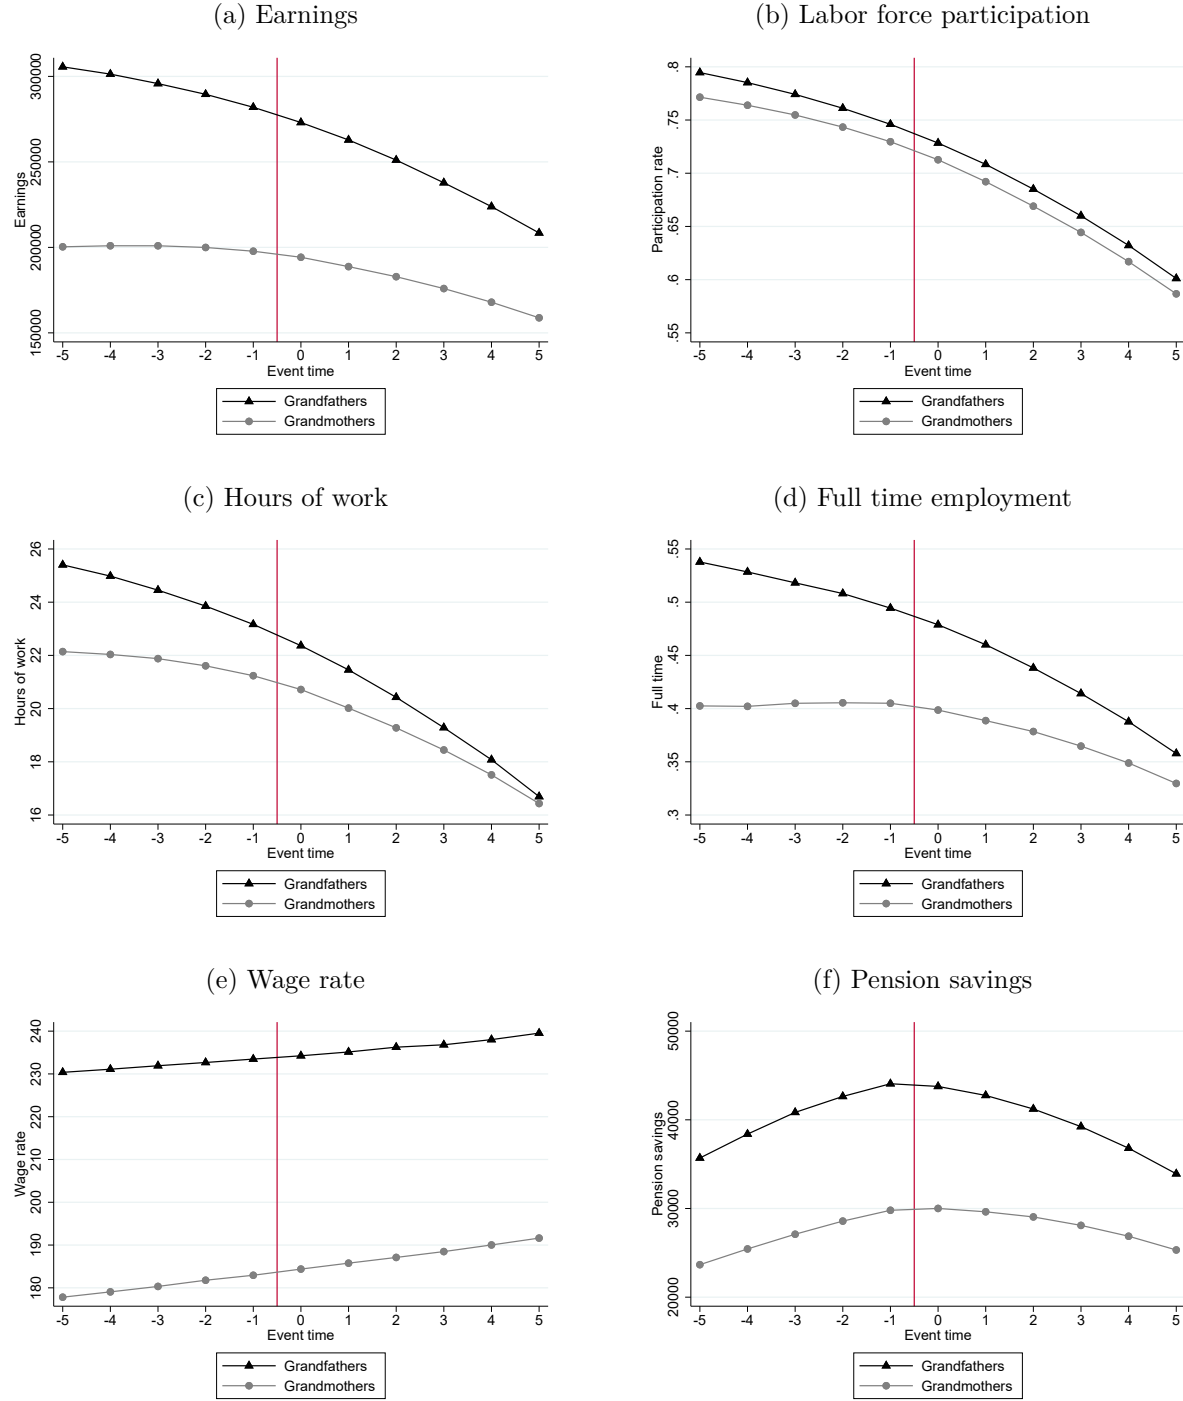 (a) Earnings
300000
250000
200000
150000
Earnings
-5 -4 -3 -2 -1 0 1 2 3 4 5
Event time
Grandfathers
Grandmothers
(b) Labor force participation
.8
.75
.7
.65
.6
.55
Participation rate
-5 -4 -3 -2 -1 0 1 2 3 4 5
Event time
Grandfathers
Grandmothers
(c) Hours of work
26
24
22
20
18
16
Hours of work
-5 -4 -3 -2 -1 0 1 2 3 4 5
Event time
Grandfathers
Grandmothers
(d) Full time employment
.55
.5
.45
.4
.35
.3
Full time
-5 -4 -3 -2 -1 0 1 2 3 4 5
Event time
Grandfathers
Grandmothers
(e) Wage rate
240
230
220
210
200
190
180
Wage rate
-5 -4 -3 -2 -1 0 1 2 3 4 5
Event time
Grandfathers
Grandmothers
(f) Pension savings
50000
40000
30000
20000
Pension savings
-5 -4 -3 -2 -1 0 1 2 3 4 5
Event time
Grandfathers
Grandmothers